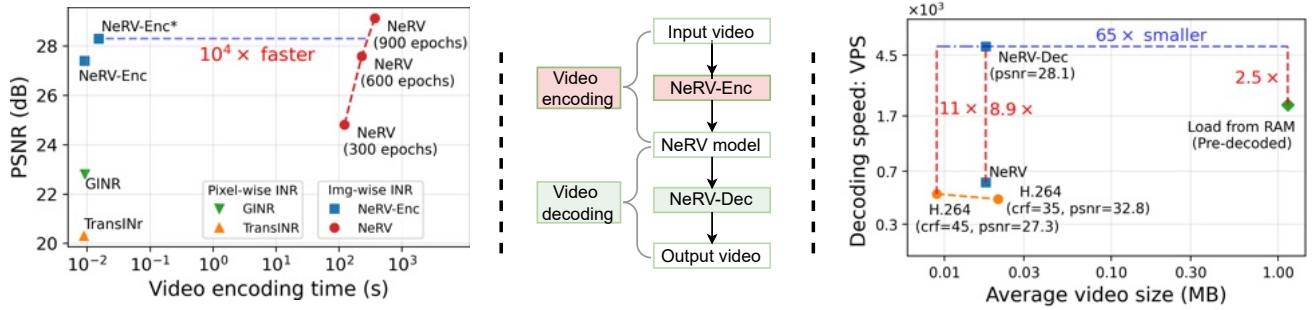 PSNR (dB)
28
26
24
22
20
NeRV-Enc*
NeRV-Enc
10⁴ × faster
NeRV
(900 epochs)
NeRV
(600 epochs)
NeRV
(300 epochs)
GINR
TransINr
Pixel-wise INR
GINR
TransINR
Img-wise INR
NeRV-Enc
NeRV
10⁻² 10⁻¹ 10⁰ 10¹ 10² 10³
Video encoding time (s)
Video
encoding
Video
decoding
Input video
NeRV-Enc
NeRV model
NeRV-Dec
Output video
×10³
Decoding speed: VPS
4.5
1.7
0.7
0.3
65 × smaller
NeRV-Dec
(psnr=28.1)
2.5 ×
11 × 8.9 ×
Load from RAM
(Pre-decoded)
NeRV
H.264
(crf=35, psnr=32.8)
H.264
(crf=45, psnr=27.3)
0.01 0.03 0.10 0.30 1.00
Average video size (MB)